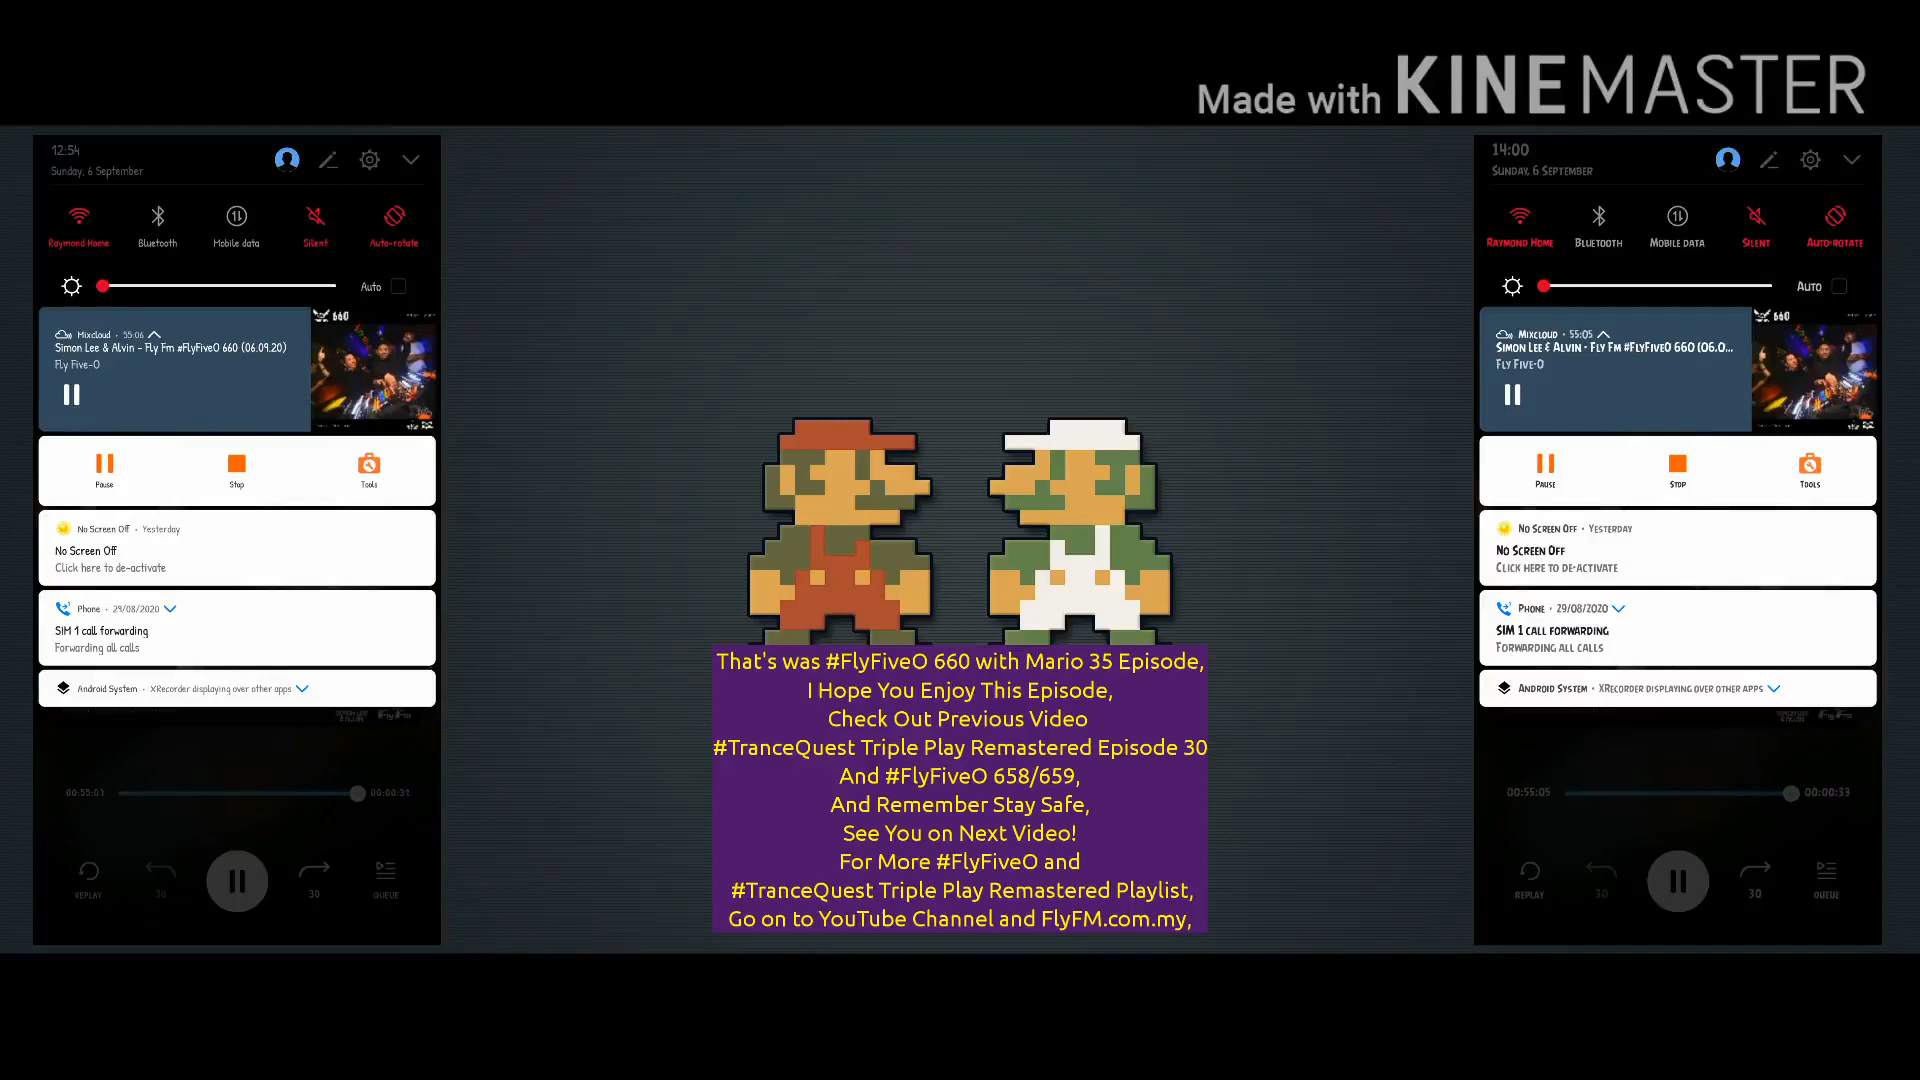 Made with KINEMASTER
12:54
Sunday, 6 September
Raymond Home
Bluetooth
Mobile data
Silent
Auto-rotate
Auto
Mixcloud · 55:06
Simon Lee & Alvin - Fly Fm #FlyFiveO 660 (06.09.20)
Fly Five-O
660
Pause
Stop
Tools
No Screen Off · Yesterday
No Screen Off
Click here to de-activate
Phone · 29/08/2020
SIM 1 call forwarding
Forwarding all calls
Android System · XRecorder displaying over other apps
00:55:01
00:00:31
REPLAY
30
30
QUEUE
That's was #FlyFiveO 660 with Mario 35 Episode,
I Hope You Enjoy This Episode,
Check Out Previous Video
#TranceQuest Triple Play Remastered Episode 30
And #FlyFiveO 658/659,
And Remember Stay Safe,
See You on Next Video!
For More #FlyFiveO and
#TranceQuest Triple Play Remastered Playlist,
Go on to YouTube Channel and FlyFM.com.my,
14:00
Sunday, 6 September
Raymond Home
Bluetooth
Mobile data
Silent
Auto-rotate
Auto
Mixcloud · 55:05
Simon Lee & Alvin - Fly Fm #FlyFiveO 660 (06.0...
Fly Five-O
660
Pause
Stop
Tools
No Screen Off · Yesterday
No Screen Off
Click here to de-activate
Phone · 29/08/2020
SIM 1 call forwarding
Forwarding all calls
Android System · XRecorder displaying over other apps
00:55:05
00:00:33
REPLAY
30
30
QUEUE